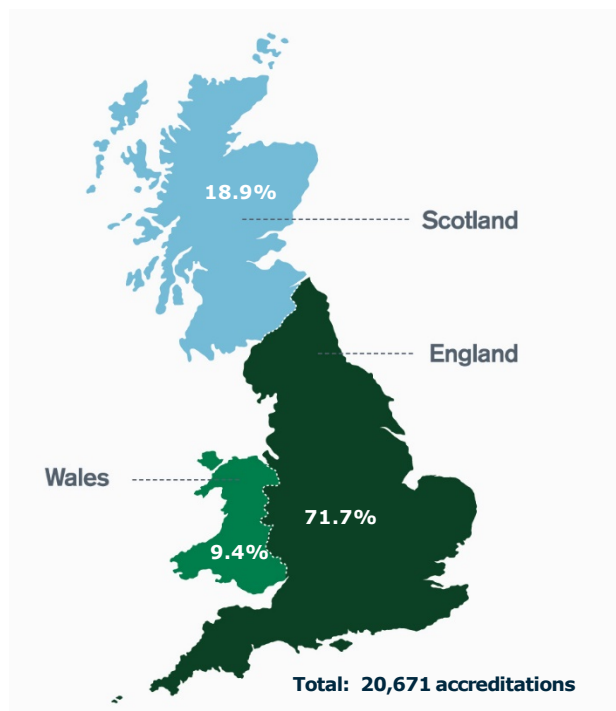 18.9%
Scotland
England
Wales
71.7%
9.4%
Total: 20,671 accreditations